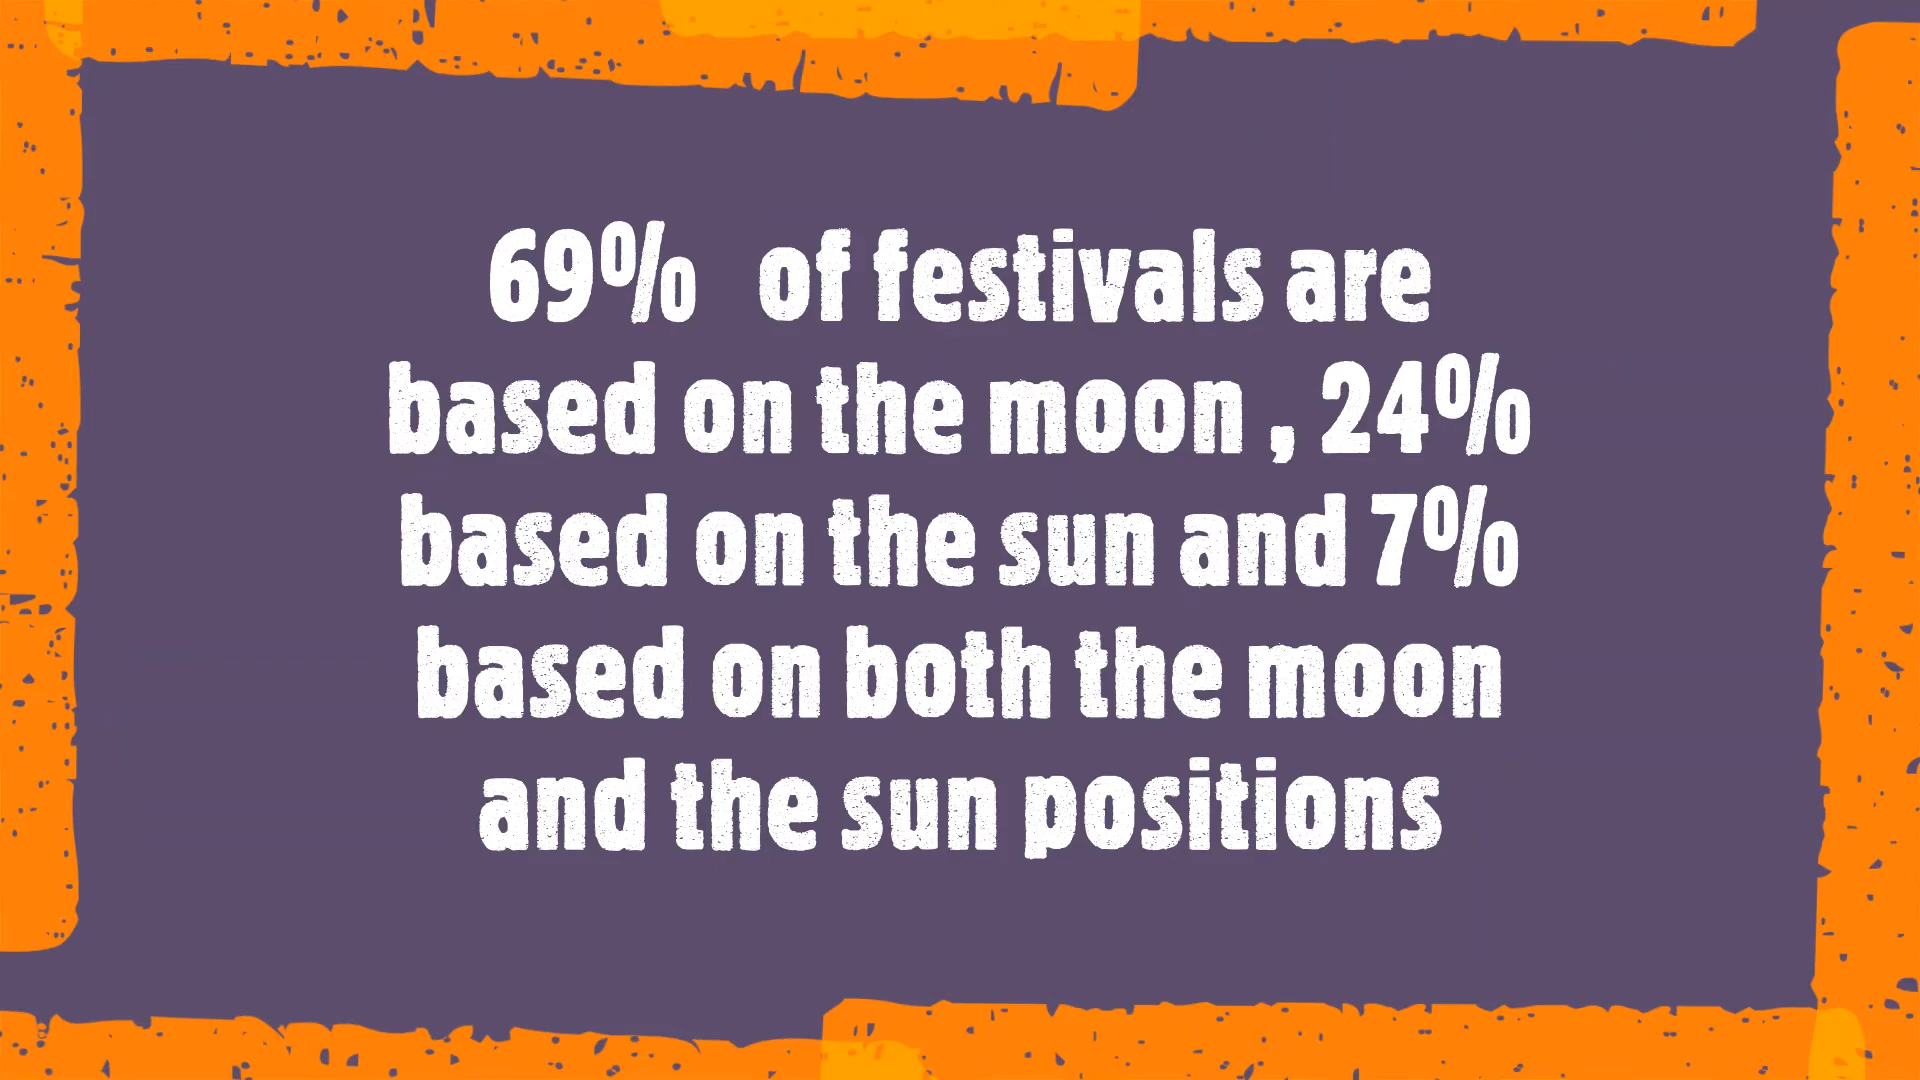 69% of festivals are
based on the moon , 24%
based on the sun and 7%
based on both the moon
and the sun positions